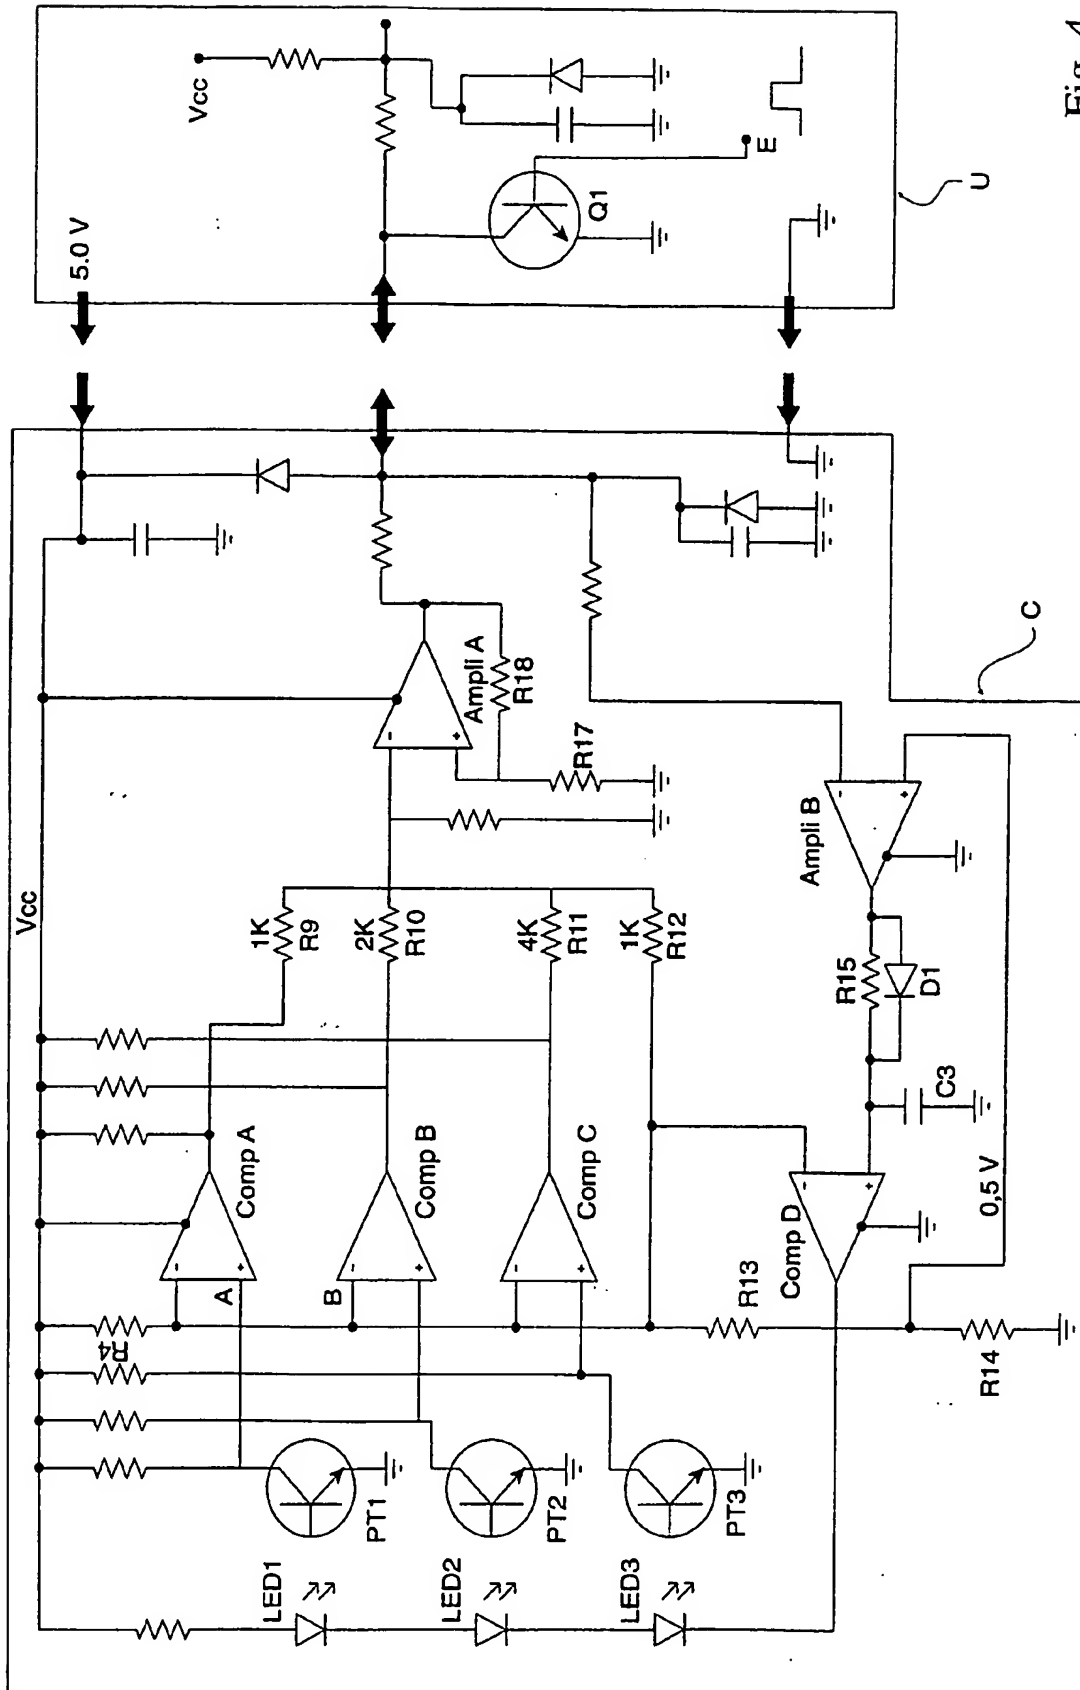 Fig. 4
Vcc
5.0 V
Q1
E
U
Vcc
R4
A
B
Comp A
Comp B
Comp C
Comp D
1K
R9
2K
R10
4K
R11
1K
R12
Ampli A
R18
R17
C
Ampli B
R15
D1
C3
0,5 V
R13
R14
PT1
PT2
PT3
LED1
LED2
LED3
- +
- +
- +
- +
- +
- +